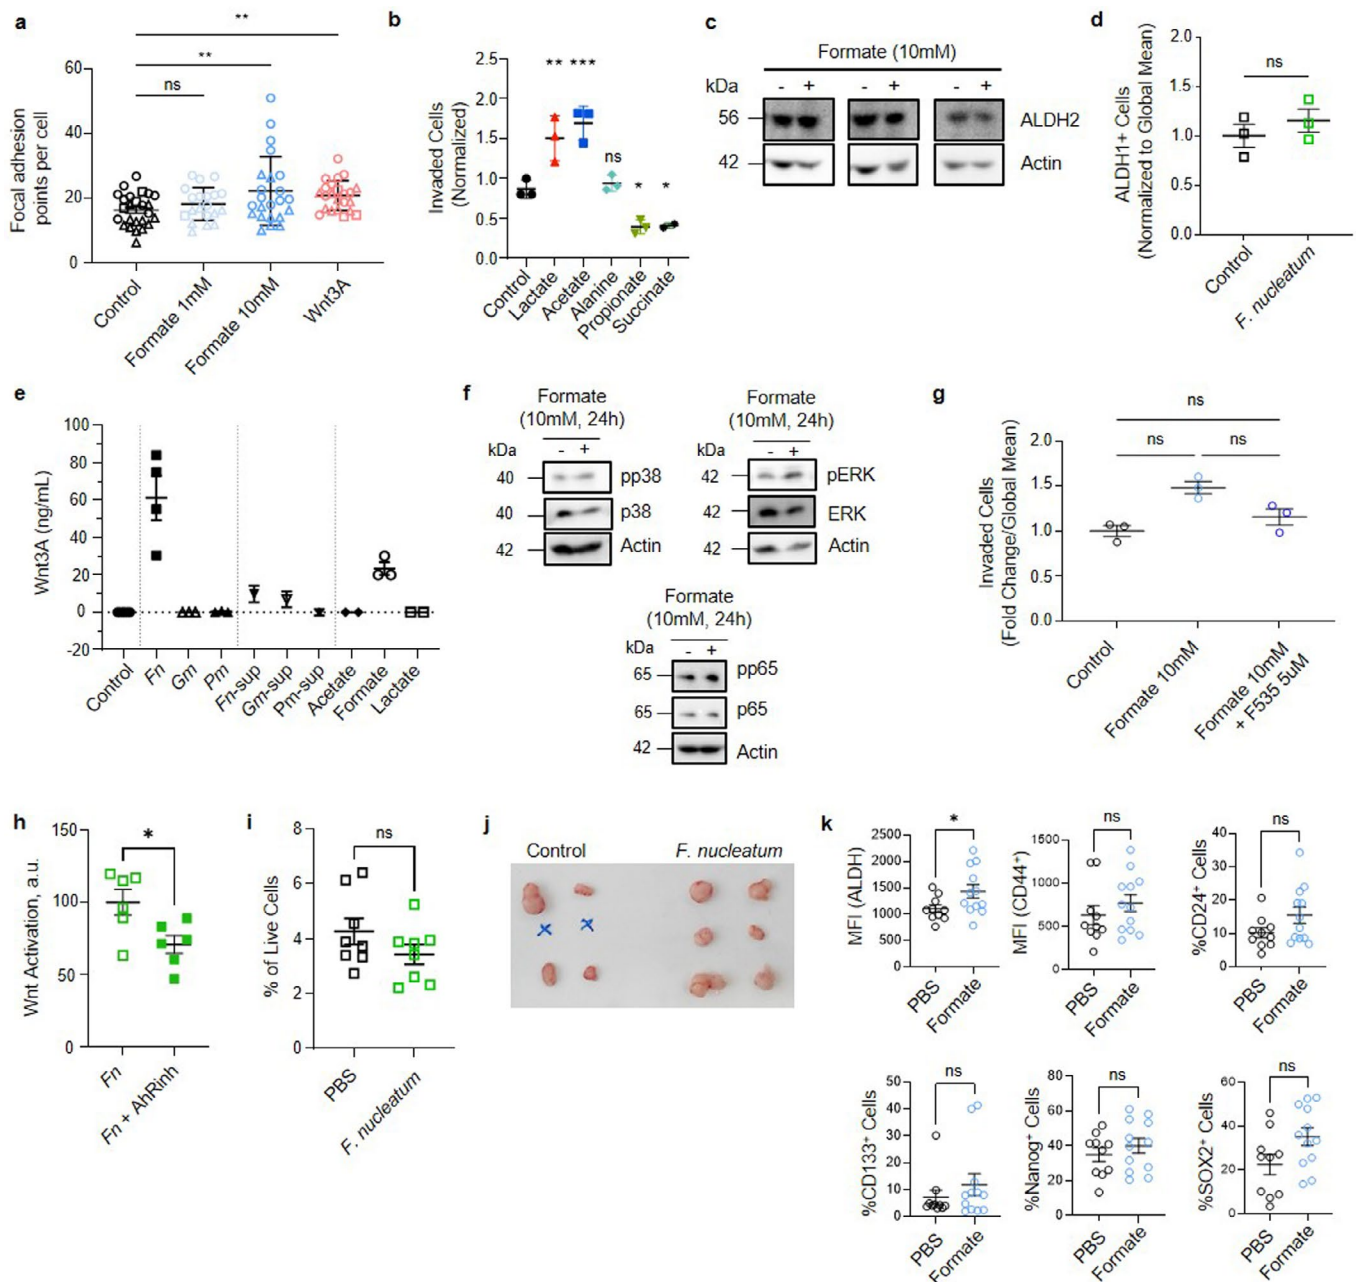 a
**
**
ns
Focal adhesion
points per cell
60
40
20
0
Control
Formate 1mM
Formate 10mM
Wnt3A
b
** ***
ns
* *
Invaded Cells
(Normalized)
2.5
2.0
1.5
1.0
0.5
0.0
Control
Lactate
Acetate
Alanine
Propionate
Succinate
c
Formate (10mM)
kDa - + - + - +
56 ALDH2
42 Actin
d
ns
ALDH1+ Cells
(Normalized to Global Mean)
2.0
1.5
1.0
0.5
0.0
Control
F. nucleatum
e
Wnt3A (ng/mL)
100
80
60
40
20
0
-20
Control
Fn
Gm
Pm
Fn-sup
Gm-sup
Pm-sup
Acetate
Formate
Lactate
f
Formate
(10mM, 24h)
kDa - +
40 pp38
40 p38
42 Actin
Formate
(10mM, 24h)
kDa - +
42 pERK
42 ERK
42 Actin
Formate
(10mM, 24h)
kDa - +
65 pp65
65 p65
42 Actin
g
ns
ns ns
Invaded Cells
(Fold Change/Global Mean)
2.0
1.5
1.0
0.5
0.0
Control
Formate 10mM
Formate 10mM
+ F535 5uM
h
*
Wnt Activation, a.u.
150
100
50
0
Fn
Fn + AhRinh
i
ns
% of Live Cells
8
6
4
2
0
PBS
F. nucleatum
j
Control F. nucleatum
k
*
MFI (ALDH)
2500
2000
1500
1000
500
0
PBS
Formate
ns
MFI (CD44⁺)
1500
1000
500
0
PBS
Formate
ns
%CD24⁺ Cells
40
30
20
10
0
PBS
Formate
ns
%CD133⁺ Cells
50
40
30
20
10
0
PBS
Formate
ns
%Nanog⁺ Cells
80
60
40
20
0
PBS
Formate
ns
%SOX2⁺ Cells
60
40
20
0
PBS
Formate